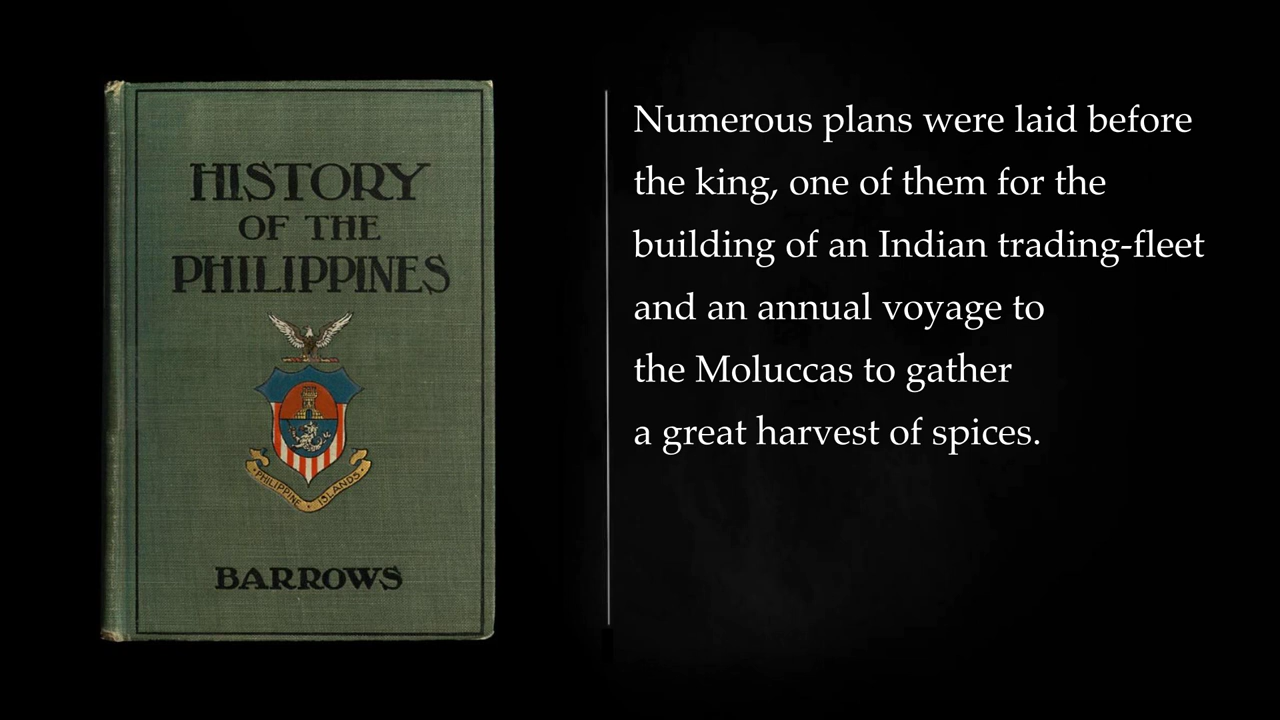 HISTORY
OF THE
PHILIPPINES
PHILIPPINE ISLANDS
BARROWS
Numerous plans were laid before
the king, one of them for the
building of an Indian trading-fleet
and an annual voyage to
the Moluccas to gather
a great harvest of spices.